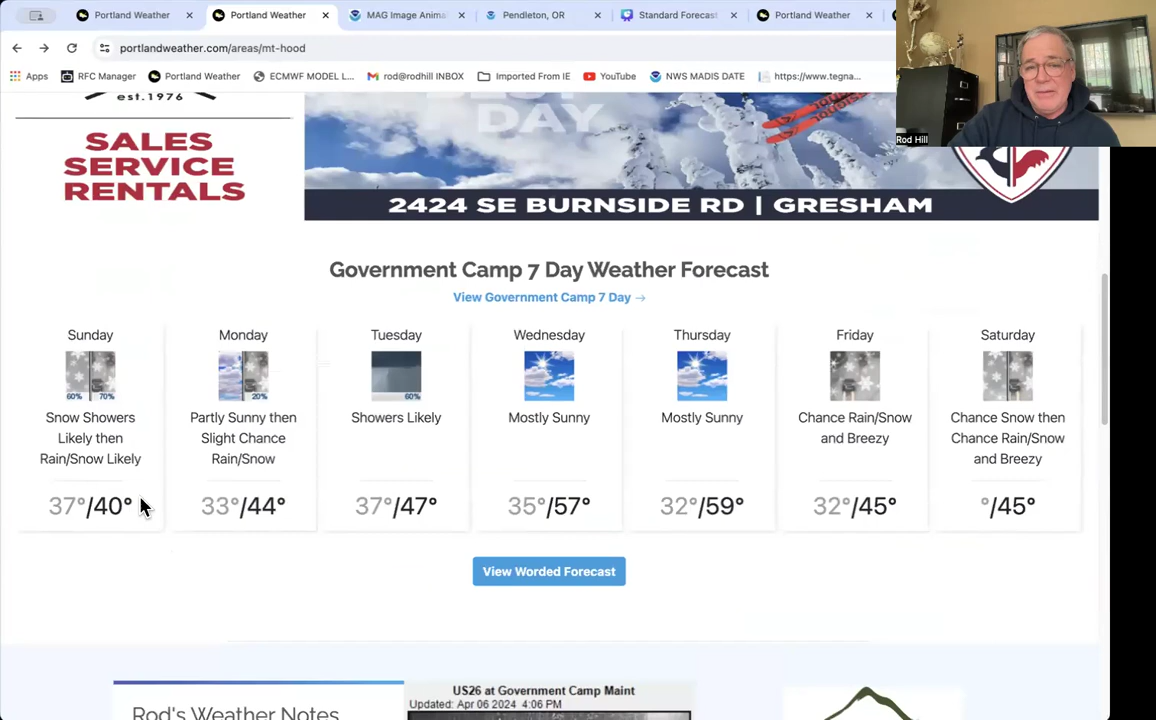 Portland Weather
Portland Weather
MAG Image Anima
Pendleton, OR
Standard Forecast
Portland Weather
portlandweather.com/areas/mt-hood
Apps
RFC Manager
Portland Weather
ECMWF MODEL L...
rod@rodhill INBOX
Imported From IE
YouTube
NWS MADIS DATE
https://www.tegna...
Rod Hill
est.1976
SALES
SERVICE
RENTALS
DAY
2424 SE BURNSIDE RD | GRESHAM
Government Camp 7 Day Weather Forecast
View Government Camp 7 Day →
Sunday
60% 70%
Snow Showers
Likely then
Rain/Snow Likely
37°/40°
Monday
20%
Partly Sunny then
Slight Chance
Rain/Snow
33°/44°
Tuesday
60%
Showers Likely
37°/47°
Wednesday
Mostly Sunny
35°/57°
Thursday
Mostly Sunny
32°/59°
Friday
Chance Rain/Snow
and Breezy
32°/45°
Saturday
Chance Snow then
Chance Rain/Snow
and Breezy
°/45°
View Worded Forecast
Rod's Weather Notes
US26 at Government Camp Maint
Updated: Apr 06 2024 4:06 PM